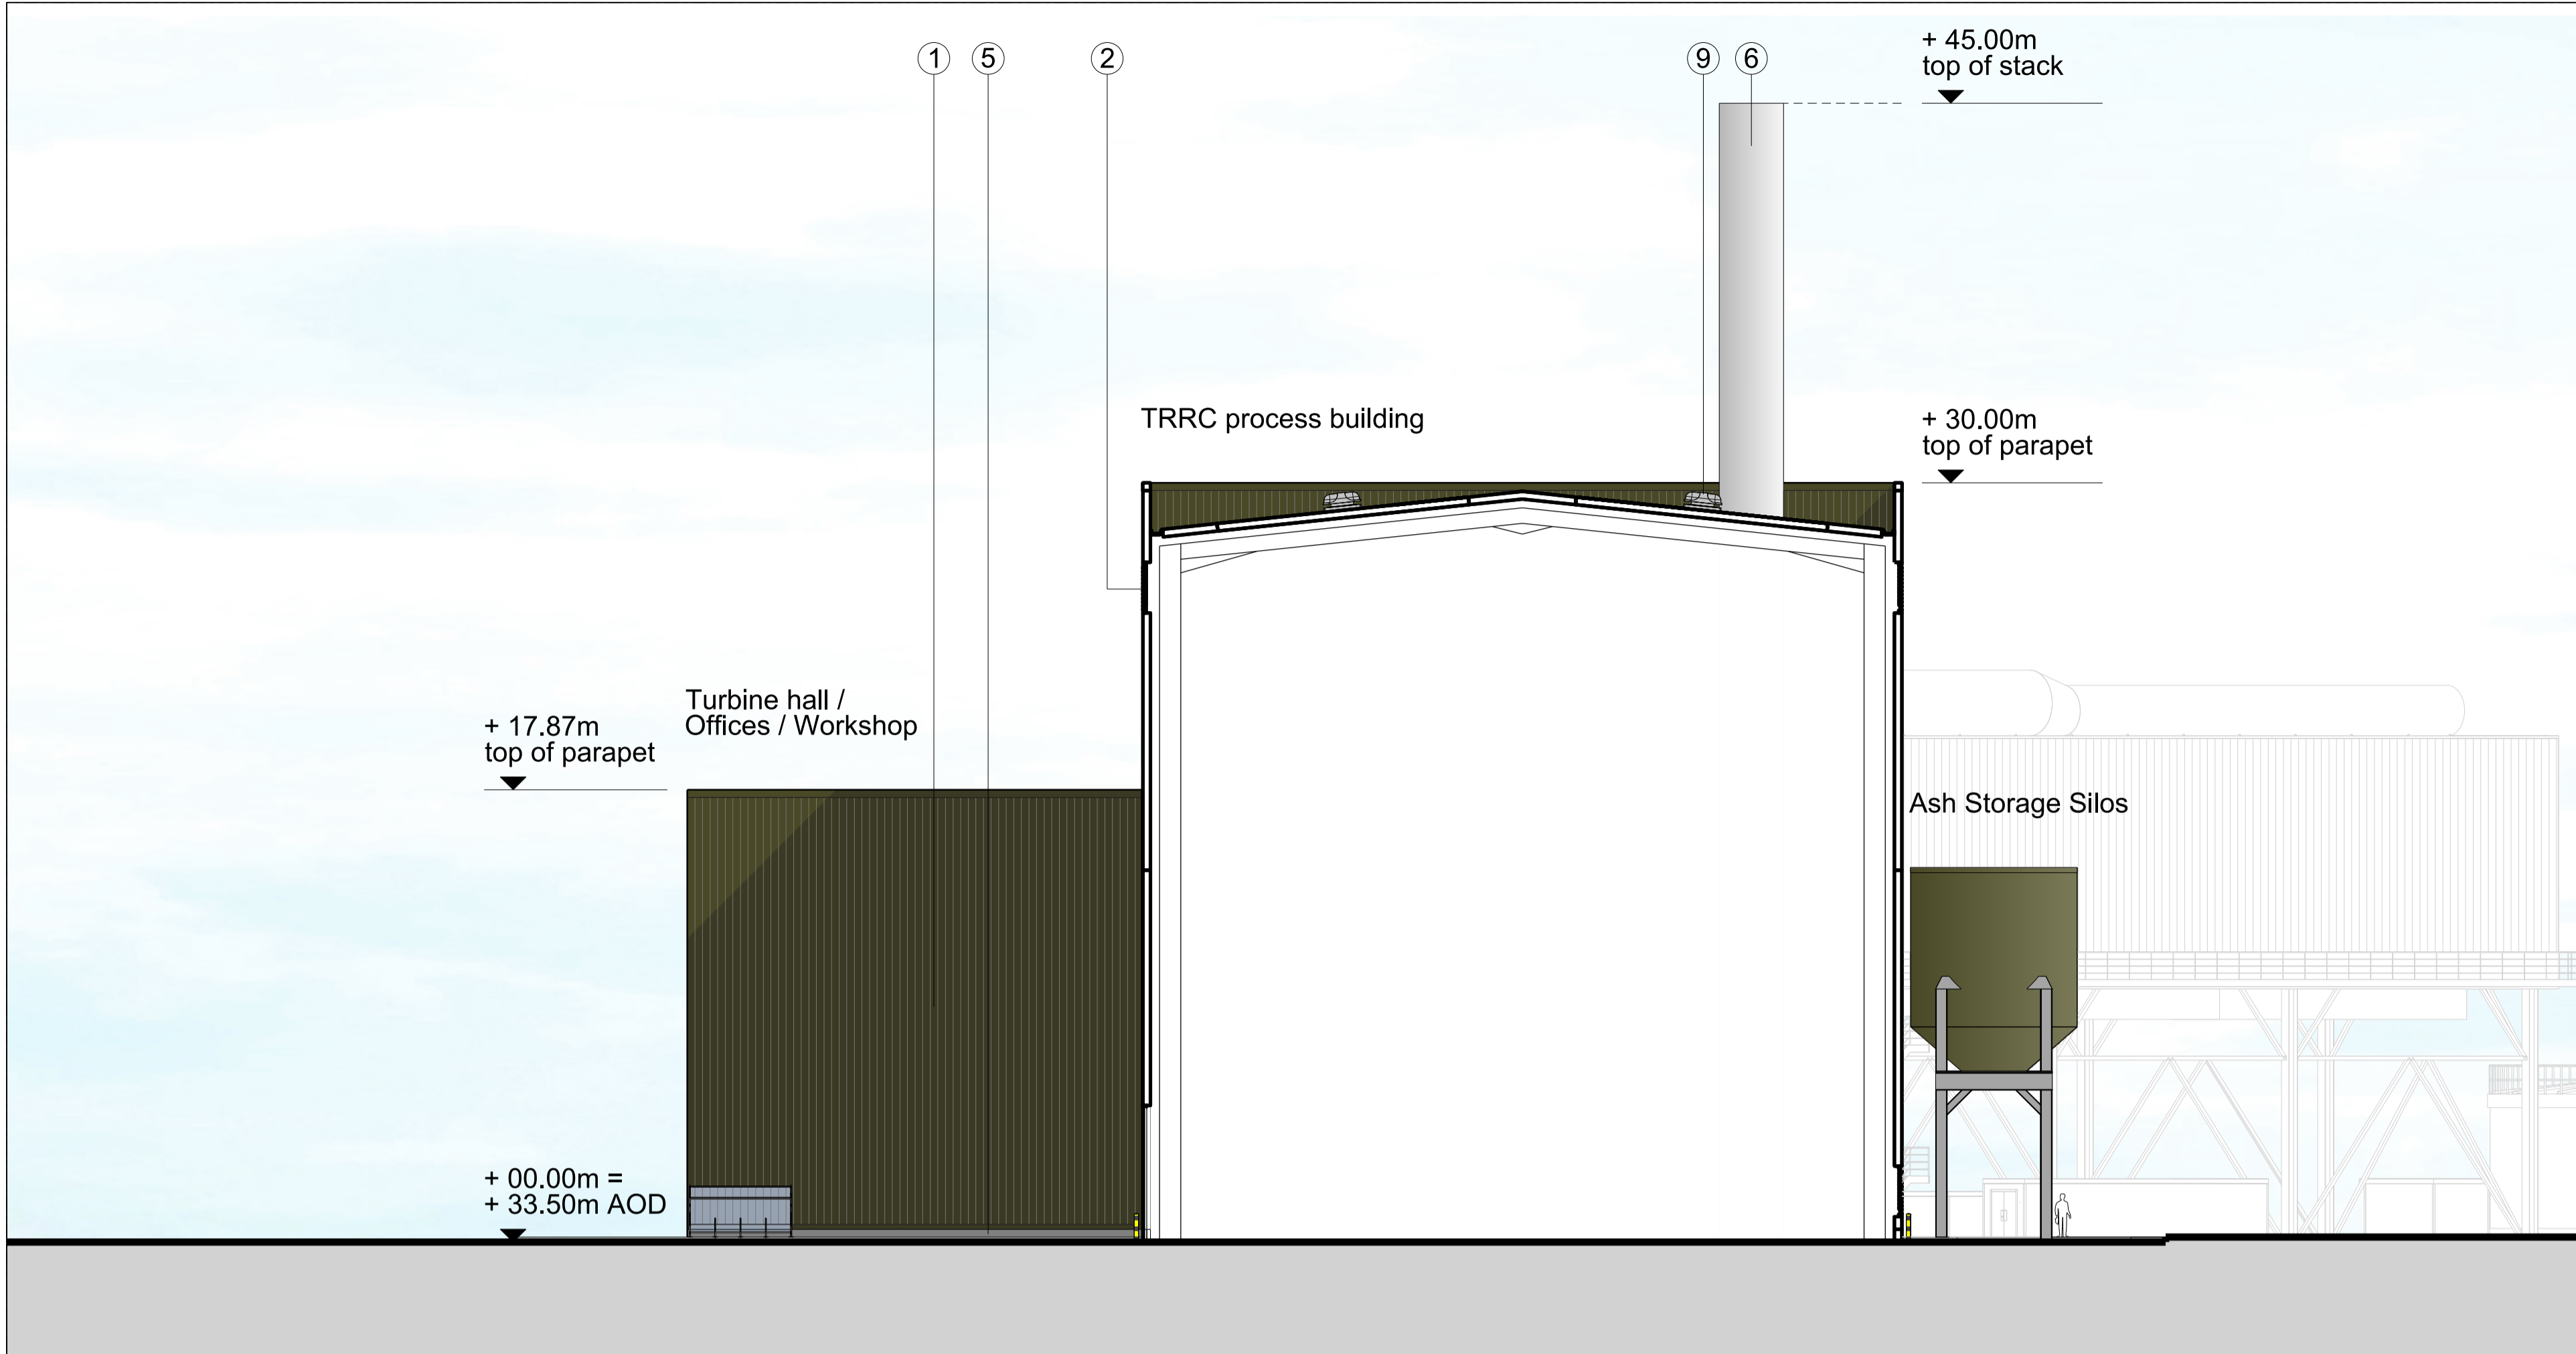 1
5
2
9
6
+ 45.00m
top of stack
TRRC process building
+ 30.00m
top of parapet
Turbine hall /
Offices / Workshop
+ 17.87m
top of parapet
Ash Storage Silos
+ 00.00m =
+ 33.50m AOD